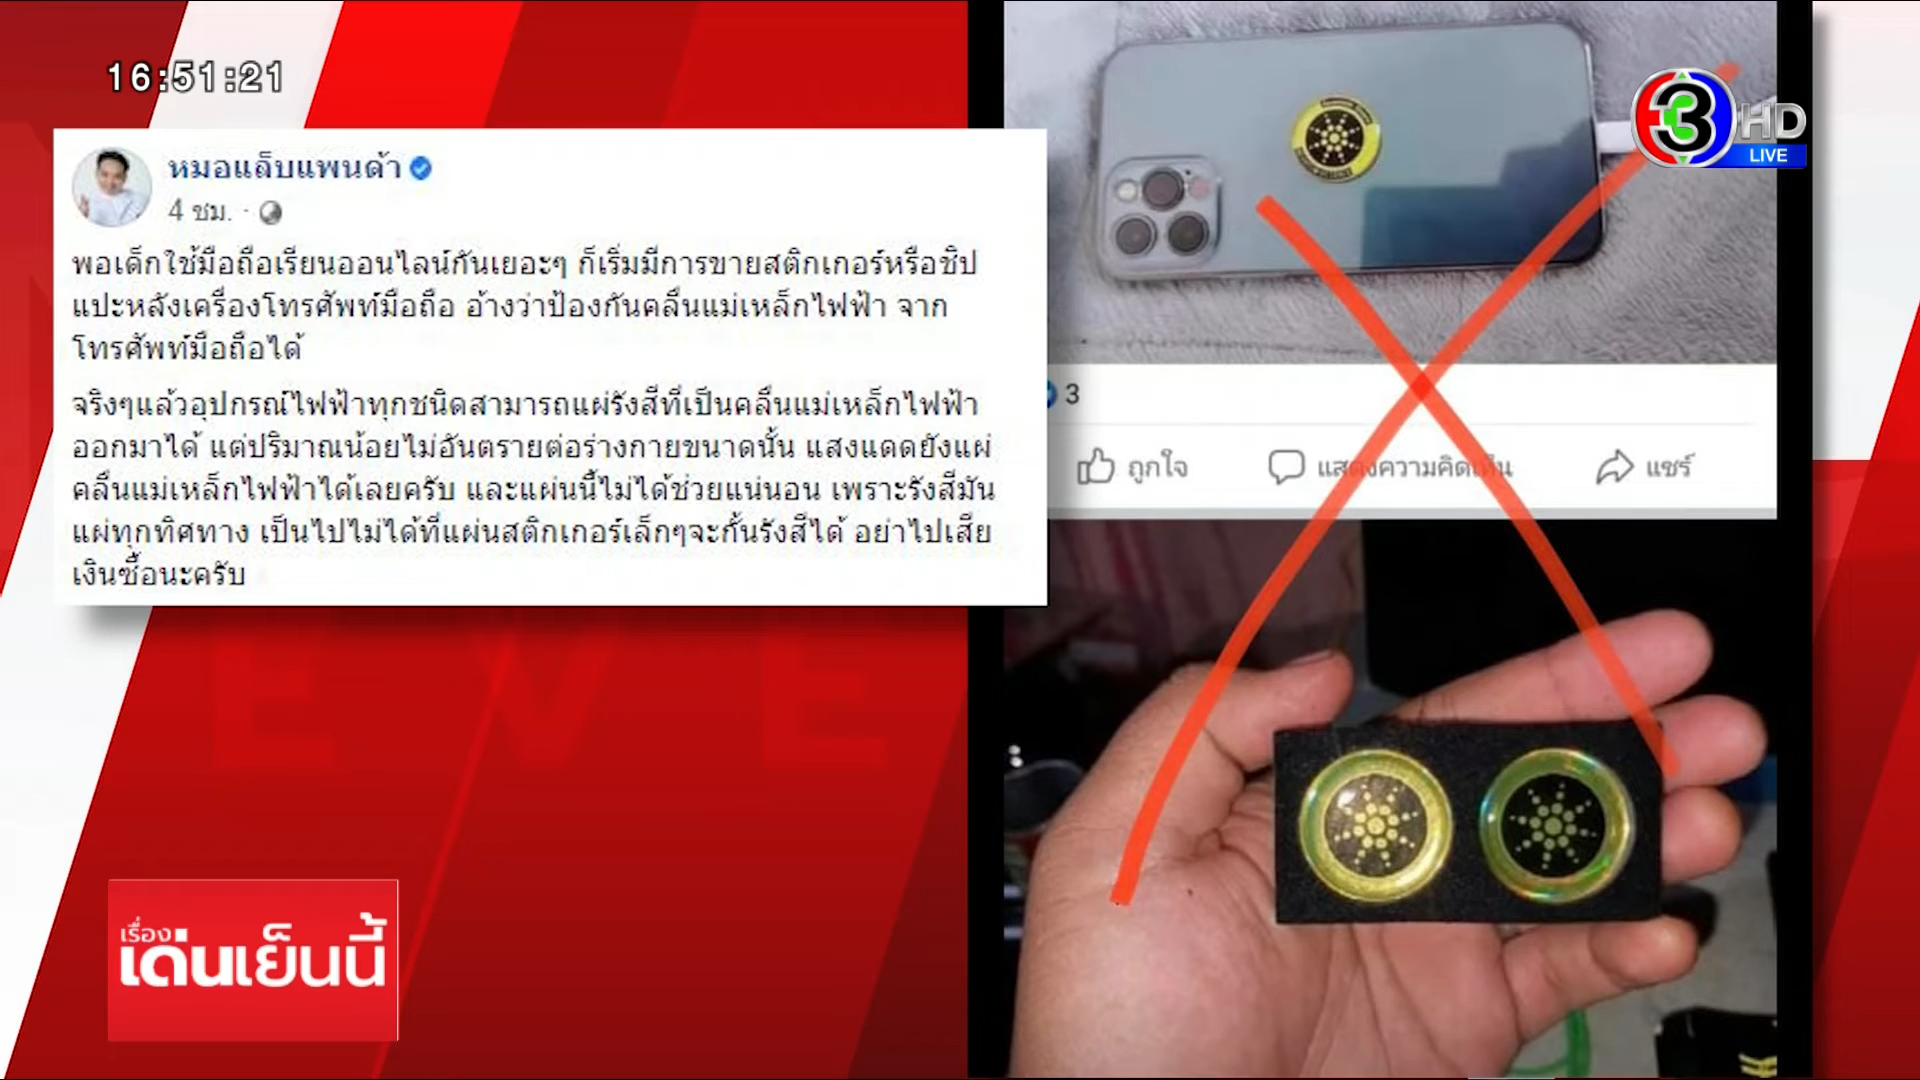 16:51:21
3 HD
LIVE
หมอแล็บแพนด้า
4 ชม. ·
พอเด็กใช้มือถือเรียนออนไลน์กันเยอะๆ ก็เริ่มมีการขายสติกเกอร์หรือชิป
แปะหลังเครื่องโทรศัพท์มือถือ อ้างว่าป้องกันคลื่นแม่เหล็กไฟฟ้า จาก
โทรศัพท์มือถือได้
จริงๆแล้วอุปกรณ์ไฟฟ้าทุกชนิดสามารถแผ่รังสีที่เป็นคลื่นแม่เหล็กไฟฟ้า
ออกมาได้ แต่ปริมาณน้อยไม่อันตรายต่อร่างกายขนาดนั้น แสงแดดยังแผ่
คลื่นแม่เหล็กไฟฟ้าได้เลยครับ และแผ่นนี้ไม่ได้ช่วยแน่นอน เพราะรังสีมัน
แผ่ทุกทิศทาง เป็นไปไม่ได้ที่แผ่นสติกเกอร์เล็กๆจะกั้นรังสีได้ อย่าไปเสีย
เงินซื้อนะครับ
3
ถูกใจ
แสดงความคิดเห็น
แชร์
เรื่อง
เด่นเย็นนี้